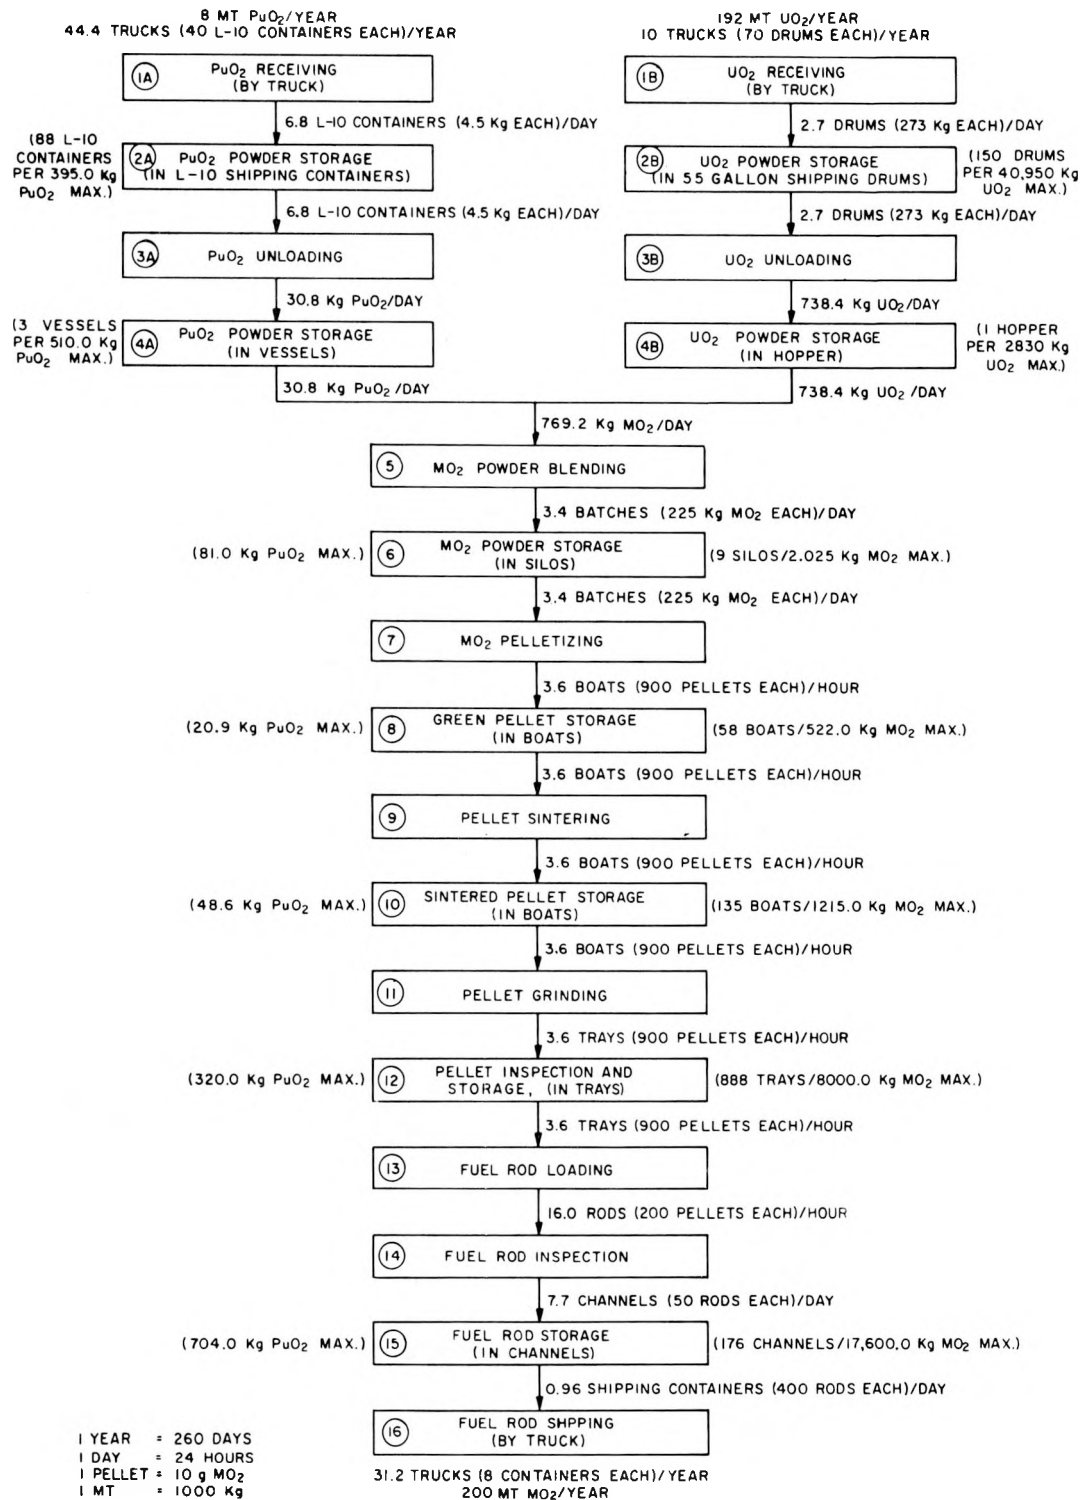 8 MT PuO₂/YEAR
44.4 TRUCKS (40 L-10 CONTAINERS EACH)/YEAR
192 MT UO₂/YEAR
10 TRUCKS (70 DRUMS EACH)/YEAR
1A PuO₂ RECEIVING
(BY TRUCK)
1B UO₂ RECEIVING
(BY TRUCK)
6.8 L-10 CONTAINERS (4.5 Kg EACH)/DAY
2.7 DRUMS (273 Kg EACH)/DAY
(88 L-10
CONTAINERS
PER 395.0 Kg
PuO₂ MAX.)
2A PuO₂ POWDER STORAGE
(IN L-10 SHIPPING CONTAINERS)
2B UO₂ POWDER STORAGE
(IN 55 GALLON SHIPPING DRUMS)
(150 DRUMS
PER 40,950 Kg
UO₂ MAX.)
6.8 L-10 CONTAINERS (4.5 Kg EACH)/DAY
2.7 DRUMS (273 Kg EACH)/DAY
3A PuO₂ UNLOADING
3B UO₂ UNLOADING
30.8 Kg PuO₂/DAY
738.4 Kg UO₂/DAY
(3 VESSELS
PER 510.0 Kg
PuO₂ MAX.)
4A PuO₂ POWDER STORAGE
(IN VESSELS)
4B UO₂ POWDER STORAGE
(IN HOPPER)
(1 HOPPER
PER 2830 Kg
UO₂ MAX.)
30.8 Kg PuO₂/DAY
738.4 Kg UO₂/DAY
769.2 Kg MO₂/DAY
5 MO₂ POWDER BLENDING
3.4 BATCHES (225 Kg MO₂ EACH)/DAY
(81.0 Kg PuO₂ MAX.)
6 MO₂ POWDER STORAGE
(IN SILOS)
(9 SILOS/2.025 Kg MO₂ MAX.)
3.4 BATCHES (225 Kg MO₂ EACH)/DAY
7 MO₂ PELLETIZING
3.6 BOATS (900 PELLETS EACH)/HOUR
(20.9 Kg PuO₂ MAX.)
8 GREEN PELLET STORAGE
(IN BOATS)
(58 BOATS/522.0 Kg MO₂ MAX.)
3.6 BOATS (900 PELLETS EACH)/HOUR
9 PELLET SINTERING
3.6 BOATS (900 PELLETS EACH)/HOUR
(48.6 Kg PuO₂ MAX.)
10 SINTERED PELLET STORAGE
(IN BOATS)
(135 BOATS/1215.0 Kg MO₂ MAX.)
3.6 BOATS (900 PELLETS EACH)/HOUR
11 PELLET GRINDING
3.6 TRAYS (900 PELLETS EACH)/HOUR
(320.0 Kg PuO₂ MAX.)
12 PELLET INSPECTION AND
STORAGE, (IN TRAYS)
(888 TRAYS/8000.0 Kg MO₂ MAX.)
3.6 TRAYS (900 PELLETS EACH)/HOUR
13 FUEL ROD LOADING
16.0 RODS (200 PELLETS EACH)/HOUR
14 FUEL ROD INSPECTION
7.7 CHANNELS (50 RODS EACH)/DAY
(704.0 Kg PuO₂ MAX.)
15 FUEL ROD STORAGE
(IN CHANNELS)
(176 CHANNELS/17,600.0 Kg MO₂ MAX.)
0.96 SHIPPING CONTAINERS (400 RODS EACH)/DAY
16 FUEL ROD SHPPING
(BY TRUCK)
31.2 TRUCKS (8 CONTAINERS EACH)/YEAR
200 MT MO₂/YEAR
1 YEAR = 260 DAYS
1 DAY = 24 HOURS
1 PELLET = 10 g MO₂
1 MT = 1000 Kg